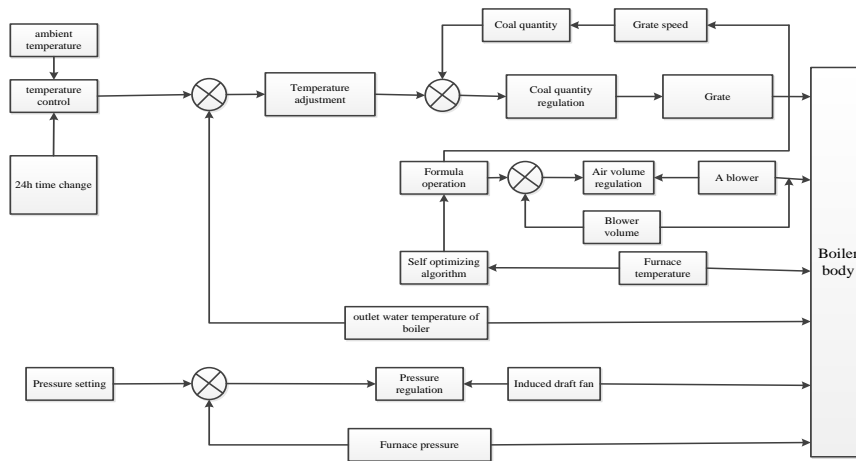 ambient
temperature
Coal quantity
Grate speed
temperature
control
Temperature
adjustment
Coal quantity
regulation
Grate
24h time change
Formula
operation
Air volume
regulation
A blower
Blower
volume
Boiler
body
Self optimizing
algorithm
Furnace
temperature
outlet water temperature of
boiler
Pressure setting
Pressure
regulation
Induced draft fan
Furnace pressure